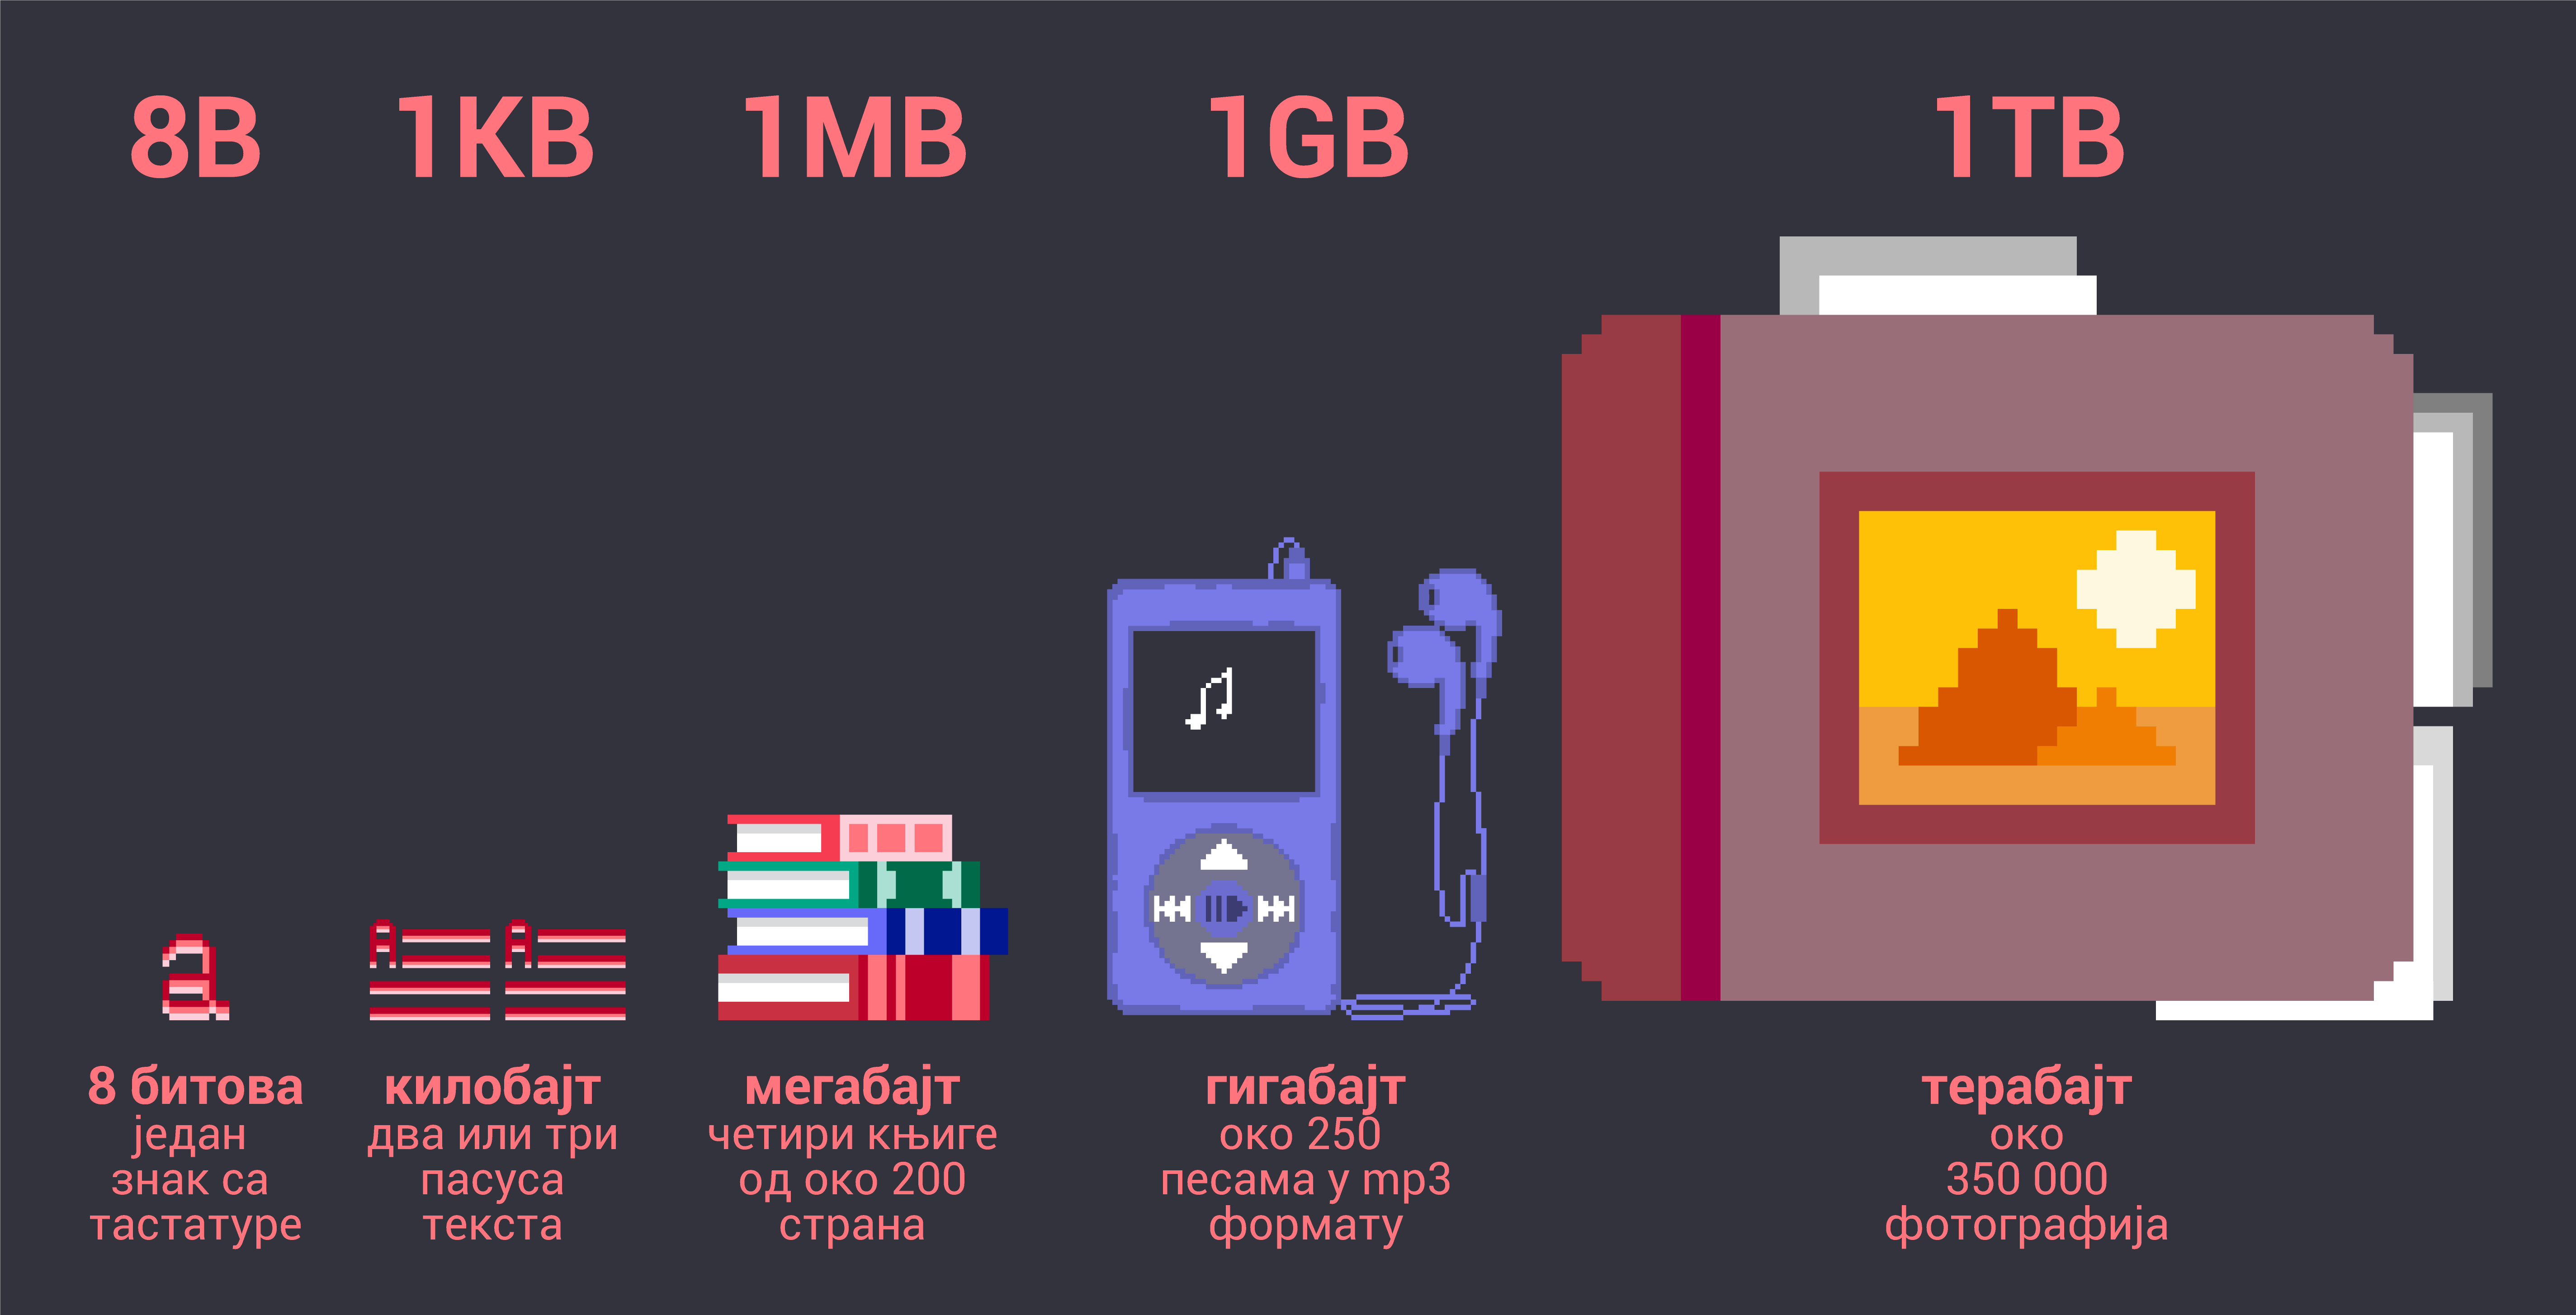 8B
1KB
1MB
1GB
1TB
8 битова
један
знак са
тастатуре
килобајт
два или три
пасуса
текста
мегабајт
четири књиге
од око 200
страна
гигабајт
око 250
песама у mp3
формату
терабајт
око
350 000
фотографија